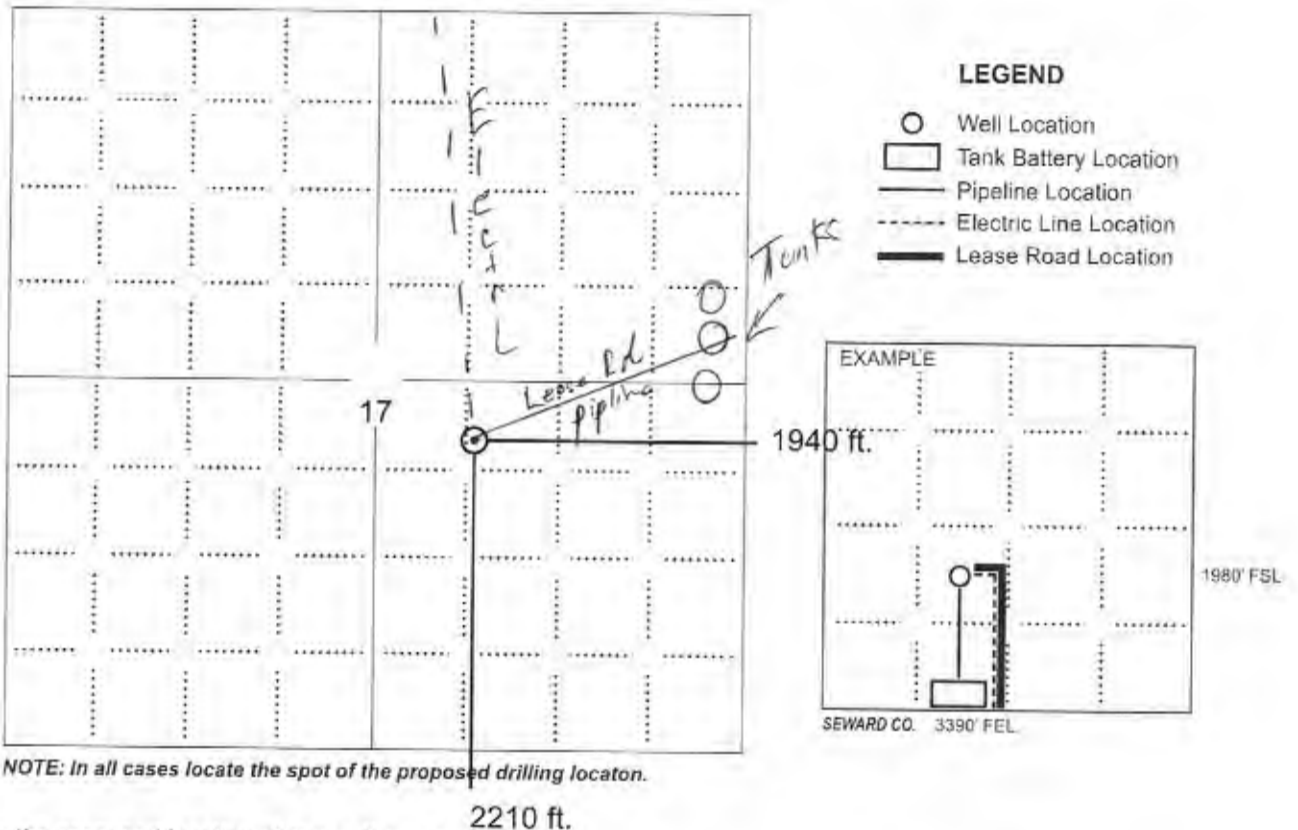 LEGEND
Well Location
Tank Battery Location
Pipeline Location
Electric Line Location
Lease Road Location
Tanks
Lease Rd
pipline
17
1940 ft.
EXAMPLE
1980' FSL
SEWARD CO. 3390' FEL
NOTE: In all cases locate the spot of the proposed drilling locaton.
2210 ft.